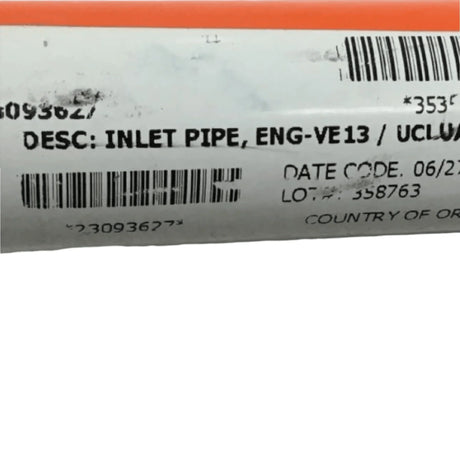 *353
3093627
DESC: INLET PIPE, ENG-VE13 / UCLUA
DATE CODE. 06/27
LOT#: 358763
*23093627*
COUNTRY OF OR